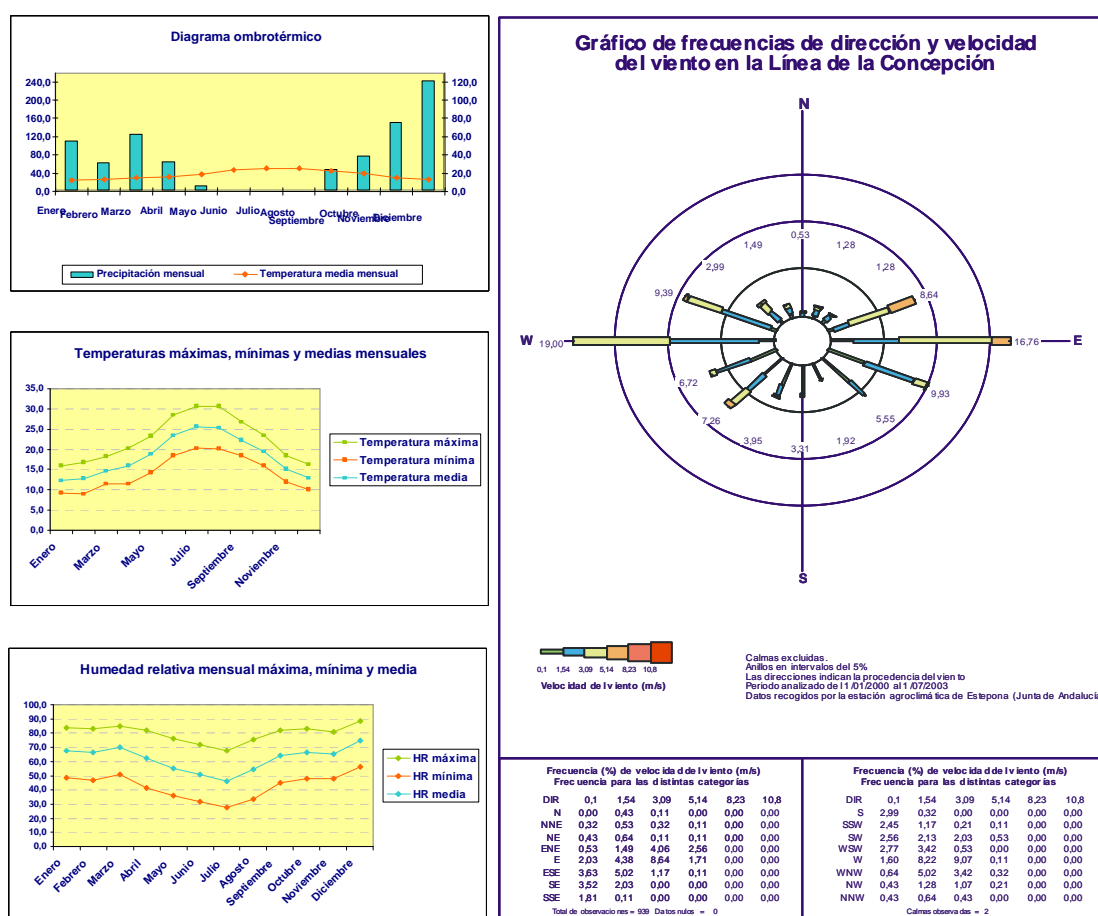 Diagrama ombrotérmico
240,0
200,0
160,0
120,0
80,0
40,0
0,0
120,0
100,0
80,0
60,0
40,0
20,0
0,0
Enero Febrero Marzo Abril Mayo Junio Julio Agosto Septiembre Octubre Noviembre Diciembre
Precipitación mensual Temperatura media mensual
Temperaturas máximas, mínimas y medias mensuales
35,0
30,0
25,0
20,0
15,0
10,0
5,0
0,0
Enero Marzo Mayo Julio Septiembre Noviembre
Temperatura máxima
Temperatura mínima
Temperatura media
Humedad relativa mensual máxima, mínima y media
100,0
90,0
80,0
70,0
60,0
50,0
40,0
30,0
20,0
10,0
0,0
Enero Febrero Marzo Abril Mayo Junio Julio Agosto Septiembre Octubre Noviembre Diciembre
HR máxima
HR mínima
HR media
Gráfico de frecuencias de dirección y velocidad
del viento en la Línea de la Concepción
N
0,53
1,49 1,28
2,99 1,28
9,39 8,64
W 19,00 16,76 E
6,72 9,93
7,26 5,55
3,95 3,31 1,92
S
0,1 1,54 3,09 5,14 8,23 10,8
Velocidad del viento (m/s)
Calmas excluidas.
Anillos en intervalos del 5%
Las direcciones indican la procedencia del viento
Periodo analizado del 1/01/2000 al 1/07/2003
Datos recogidos por la estación agroclimática de Estepona (Junta de Andalucía
Frecuencia (%) de velocidad del viento (m/s)
Frecuencia para las distintas categorías
DIR 0,1 1,54 3,09 5,14 8,23 10,8
N 0,00 0,43 0,11 0,00 0,00 0,00
NNE 0,32 0,53 0,32 0,11 0,00 0,00
NE 0,43 0,64 0,11 0,11 0,00 0,00
ENE 0,53 1,49 4,06 2,56 0,00 0,00
E 2,03 4,38 8,64 1,71 0,00 0,00
ESE 3,63 5,02 1,17 0,11 0,00 0,00
SE 3,52 2,03 0,00 0,00 0,00 0,00
SSE 1,81 0,11 0,00 0,00 0,00 0,00
Total de observaciones = 939 Datos nulos = 0
Frecuencia (%) de velocidad del viento (m/s)
Frecuencia para las distintas categorías
DIR 0,1 1,54 3,09 5,14 8,23 10,8
S 2,99 0,32 0,00 0,00 0,00 0,00
SSW 2,45 1,17 0,21 0,11 0,00 0,00
SW 2,56 2,13 2,03 0,53 0,00 0,00
WSW 2,77 3,42 0,53 0,00 0,00 0,00
W 1,60 8,22 9,07 0,11 0,00 0,00
WNW 0,64 5,02 3,42 0,32 0,00 0,00
NW 0,43 1,28 1,07 0,21 0,00 0,00
NNW 0,43 0,64 0,43 0,00 0,00 0,00
Calmas observadas = 2